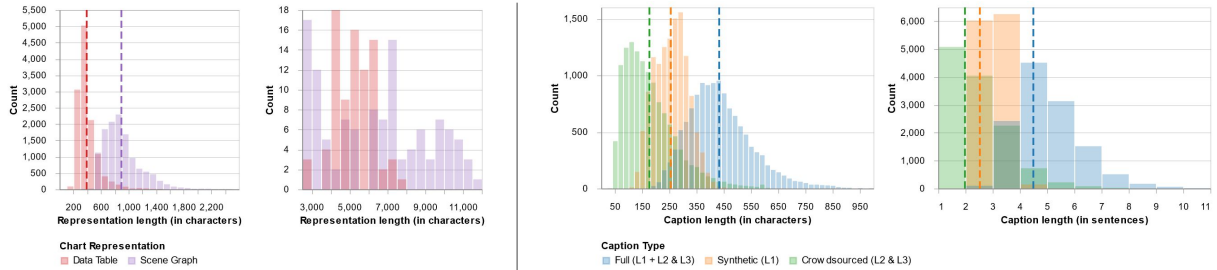 5,500
5,000
4,500
4,000
3,500
3,000
2,500
2,000
1,500
1,000
500
0
Count
200 600 1,000 1,400 1,800 2,200
Representation length (in characters)
Count
18
16
14
12
10
8
6
4
2
0
Count
3,000 5,000 7,000 9,000 11,000
Representation length (in characters)
Chart Representation
Data Table Scene Graph
1,500
1,000
500
0
Count
50 150 250 350 450 550 650 750 850 950
Caption length (in characters)
6,000
5,000
4,000
3,000
2,000
1,000
0
Count
1 2 3 4 5 6 7 8 9 10 11
Caption length (in sentences)
Caption Type
Full (L1 + L2 & L3) Synthetic (L1) Crowdsourced (L2 & L3)